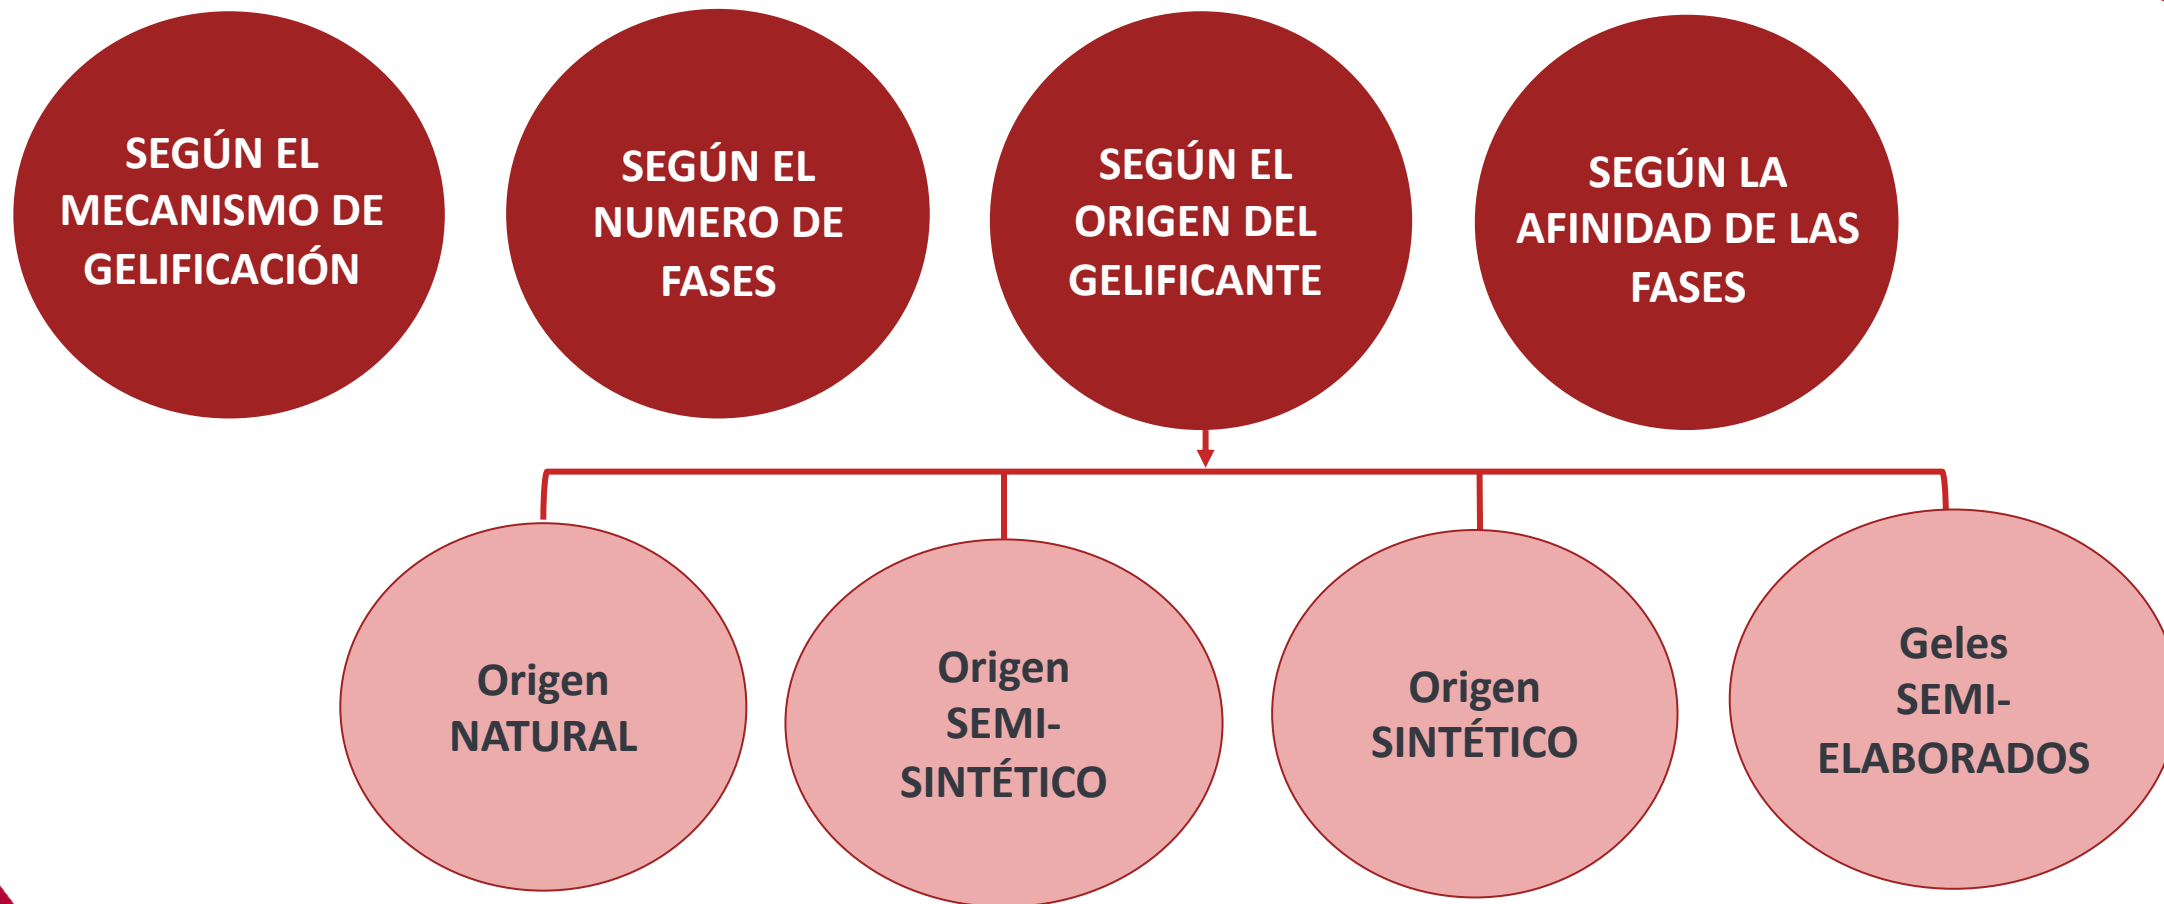 SEGÚN EL
MECANISMO DE
GELIFICACIÓN
SEGÚN EL
NUMERO DE
FASES
SEGÚN EL
ORIGEN DEL
GELIFICANTE
SEGÚN LA
AFINIDAD DE LAS
FASES
Origen
NATURAL
Origen
SEMI-
SINTÉTICO
Origen
SINTÉTICO
Geles
SEMI-
ELABORADOS